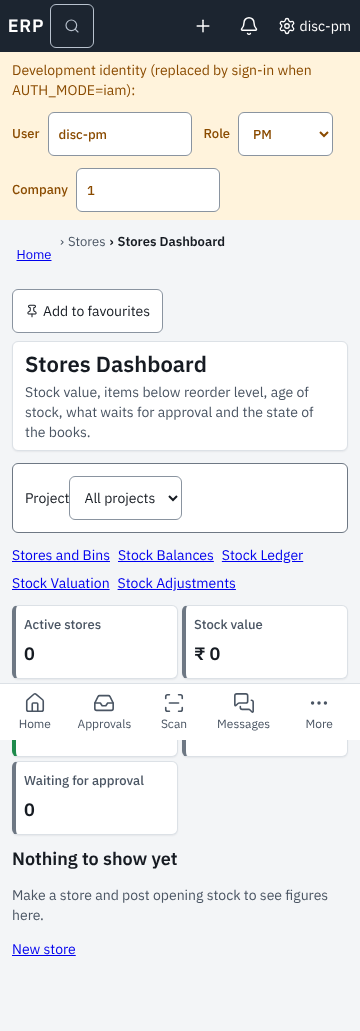 ERP
disc-pm
Development identity (replaced by sign-in when
AUTH_MODE=iam):
User disc-pm Role PM
Company 1
Home › Stores › Stores Dashboard
Add to favourites
Stores Dashboard
Stock value, items below reorder level, age of
stock, what waits for approval and the state of
the books.
Project All projects
Stores and Bins Stock Balances Stock Ledger
Stock Valuation Stock Adjustments
Active stores Stock value
0 ₹ 0
Home Approvals Scan Messages More
Waiting for approval
0
Nothing to show yet
Make a store and post opening stock to see figures
here.
New store